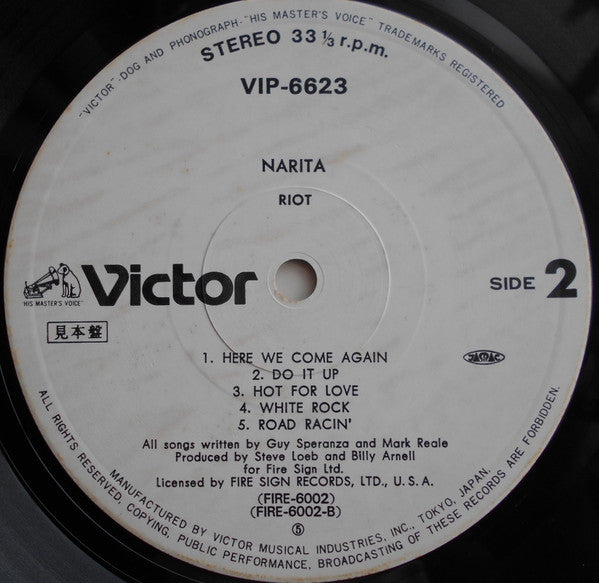 "VICTOR"-DOG AND PHONOGRAPH-"HIS MASTER'S VOICE" TRADEMARKS REGISTERED
STEREO 33 1/3 r.p.m.
VIP-6623
NARITA
RIOT
"HIS MASTER'S VOICE"
Victor
SIDE 2
見本盤
JASRAC
1. HERE WE COME AGAIN
2. DO IT UP
3. HOT FOR LOVE
4. WHITE ROCK
5. ROAD RACIN'
All songs written by Guy Speranza and Mark Reale
Produced by Steve Loeb and Billy Arnell
for Fire Sign Ltd.
Licensed by FIRE SIGN RECORDS, LTD., U.S.A.
(FIRE-6002)
(FIRE-6002-B)
⑤
MANUFACTURED BY VICTOR MUSICAL INDUSTRIES, INC., TOKYO, JAPAN.
ALL RIGHTS RESERVED, COPYING, PUBLIC PERFORMANCE, BROADCASTING OF THESE RECORDS ARE FORBIDDEN.